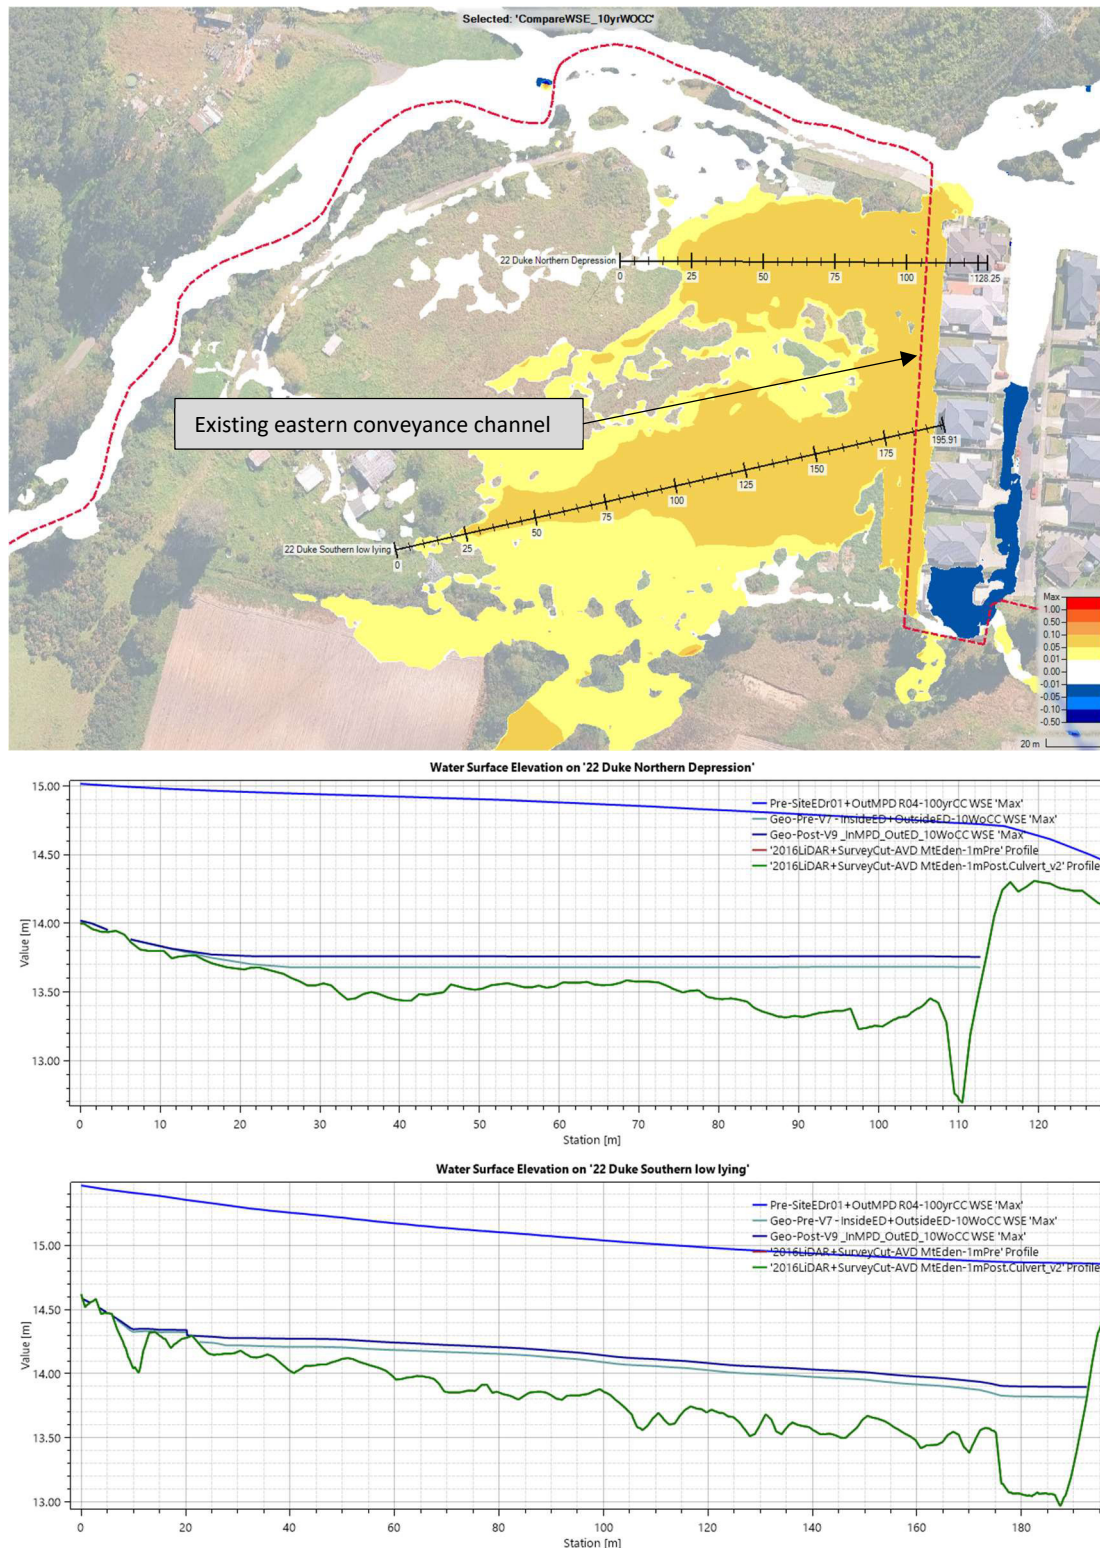 Selected: 'CompareWSE_10yrWOCC'
22 Duke Northern Depression
0 25 50 75 100 128.25
Existing eastern conveyance channel
195.91
0 25 50 75 100 125 150 175
22 Duke Southern low lying
Max
1.00
0.50
0.10
0.05
0.01
0.00
-0.01
-0.05
-0.10
-0.50
20 m
Water Surface Elevation on '22 Duke Northern Depression'
Pre-SiteEDr01+OutMPD R04-100yrCC WSE 'Max'
Geo-Pre-V7 - InsideED+OutsideED-10WoCC WSE 'Max'
Geo-Post-V9 _InMPD_OutED_10WoCC WSE 'Max'
'2016LiDAR+SurveyCut-AVD MtEden-1mPre' Profile
'2016LiDAR+SurveyCut-AVD MtEden-1mPost.Culvert_v2' Profile
Value [m]
15.00
14.50
14.00
13.50
13.00
0 10 20 30 40 50 60 70 80 90 100 110 120
Station [m]
Water Surface Elevation on '22 Duke Southern low lying'
Pre-SiteEDr01+OutMPD R04-100yrCC WSE 'Max'
Geo-Pre-V7 - InsideED+OutsideED-10WoCC WSE 'Max'
Geo-Post-V9 _InMPD_OutED_10WoCC WSE 'Max'
'2016LiDAR+SurveyCut-AVD MtEden-1mPre' Profile
'2016LiDAR+SurveyCut-AVD MtEden-1mPost.Culvert_v2' Profile
Value [m]
15.00
14.50
14.00
13.50
13.00
0 20 40 60 80 100 120 140 160 180
Station [m]